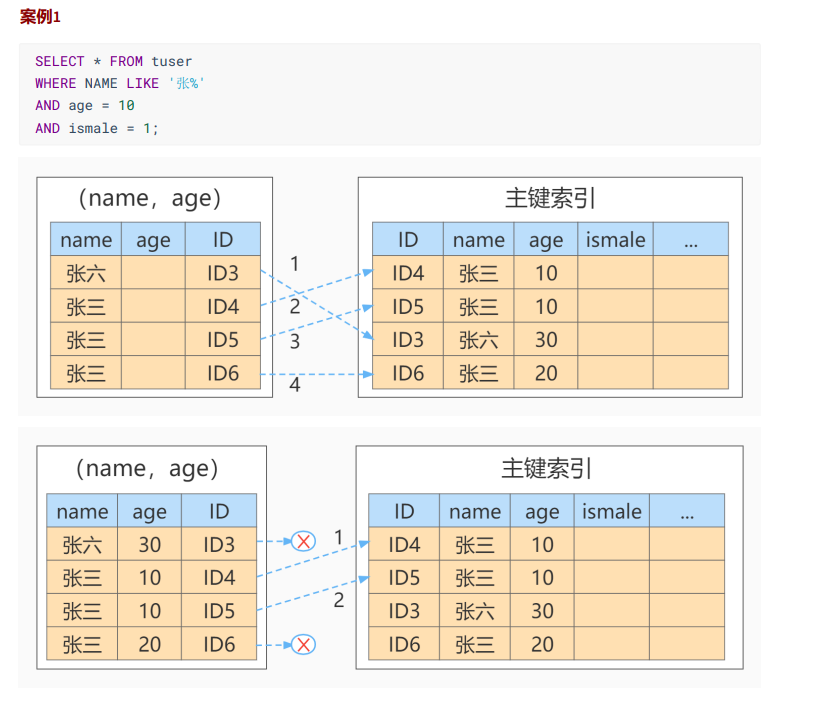 案例1
SELECT * FROM tuser
WHERE NAME LIKE '张%'
AND age = 10
AND ismale = 1;
（name，age） 主键索引
name age ID ID name age ismale ...
张六 ID3 1 ID4 张三 10
张三 ID4 2 ID5 张三 10
张三 ID5 3 ID3 张六 30
张三 ID6 4 ID6 张三 20
（name，age） 主键索引
name age ID ID name age ismale ...
张六 30 ID3 1 ID4 张三 10
张三 10 ID4 ID5 张三 10
张三 10 ID5 2 ID3 张六 30
张三 20 ID6 ID6 张三 20